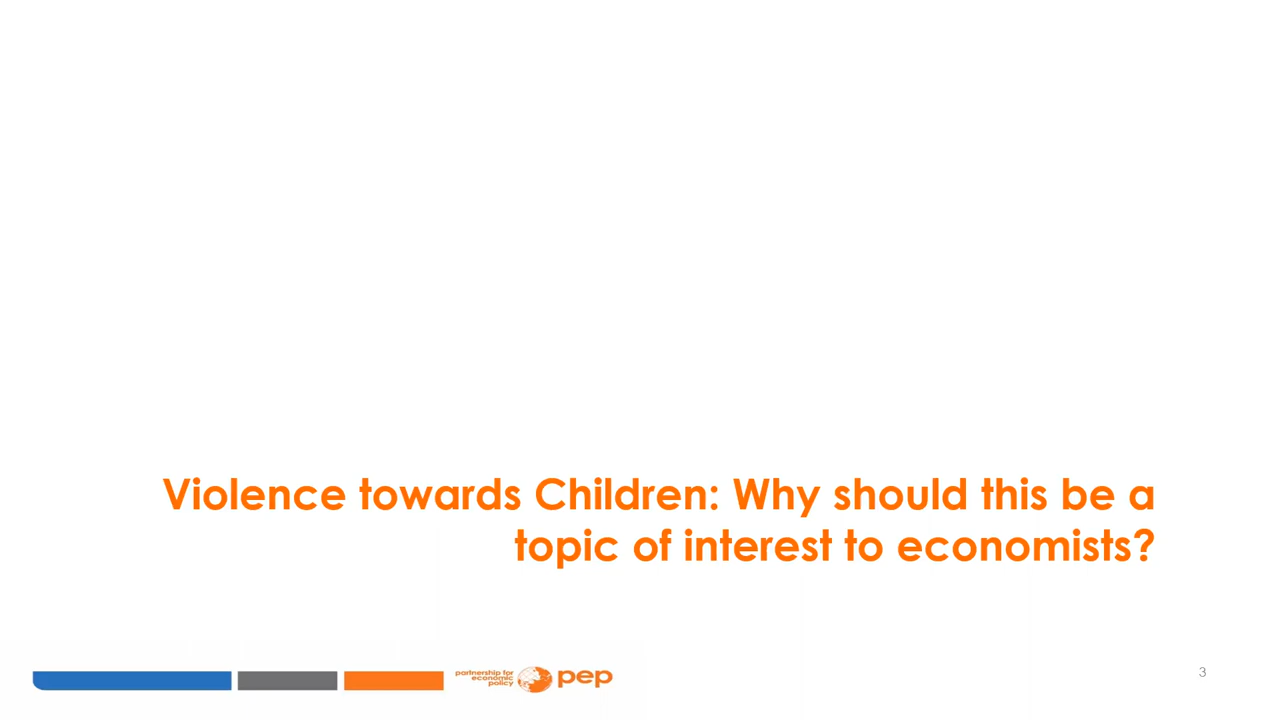 Violence towards Children: Why should this be a
topic of interest to economists?
partnership for
economic
policy
pep
3